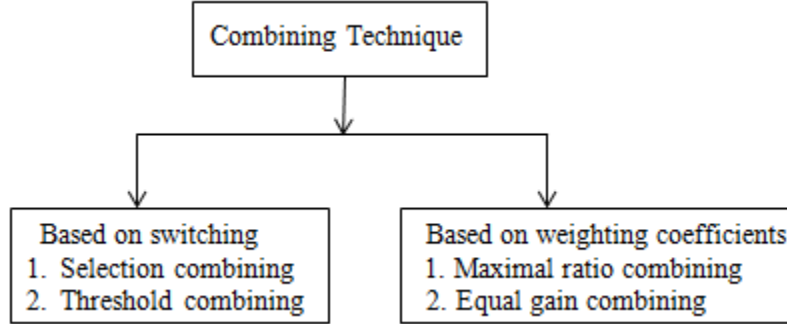 Combining Technique
Based on switching
1. Selection combining
2. Threshold combining
Based on weighting coefficients
1. Maximal ratio combining
2. Equal gain combining